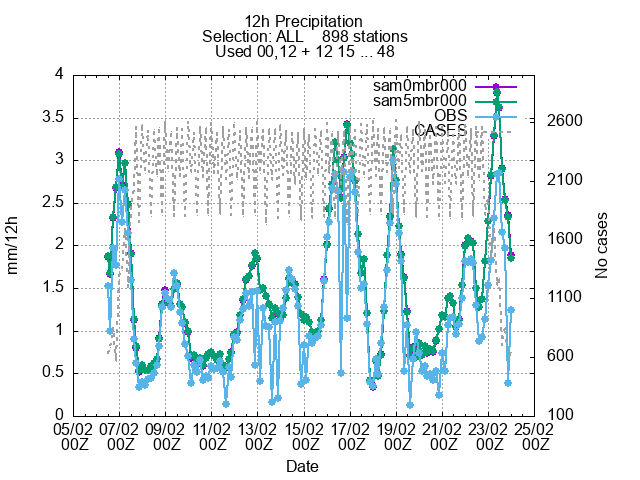 12h Precipitation
Selection: ALL 898 stations
Used 00,12 + 12 15 ... 48
sam0mbr000
sam5mbr000
OBS
CASES
4
3.5
3
2.5
2
1.5
1
0.5
0
mm/12h
2600
2100
1600
1100
600
100
No cases
05/02 07/02 09/02 11/02 13/02 15/02 17/02 19/02 21/02 23/02 25/02
00Z 00Z 00Z 00Z 00Z 00Z 00Z 00Z 00Z 00Z 00Z
Date